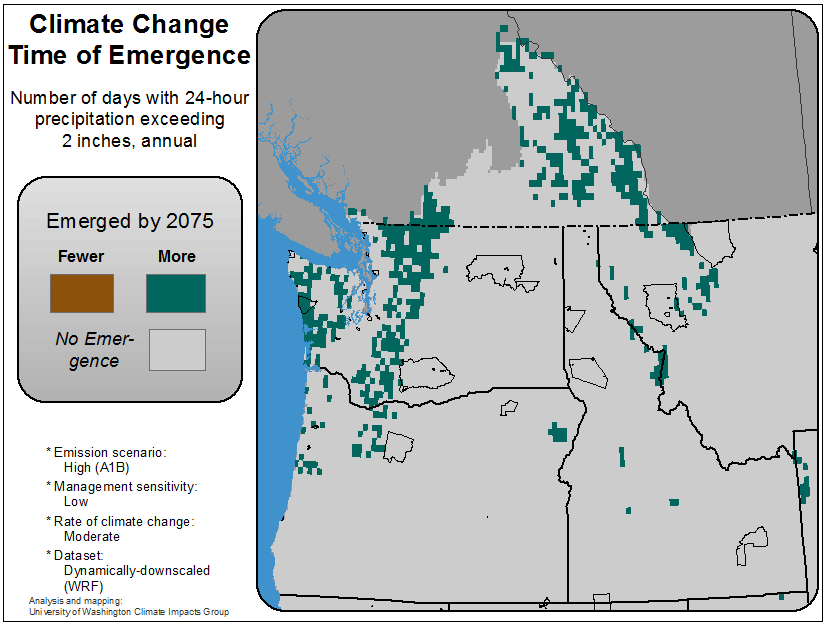 Climate Change
Time of Emergence
Number of days with 24-hour
precipitation exceeding
2 inches, annual
Emerged by 2075
Fewer
More
No Emer-
gence
* Emission scenario:
High (A1B)
* Management sensitivity:
Low
* Rate of climate change:
Moderate
* Dataset:
Dynamically-downscaled
(WRF)
Analysis and mapping:
University of Washington Climate Impacts Group